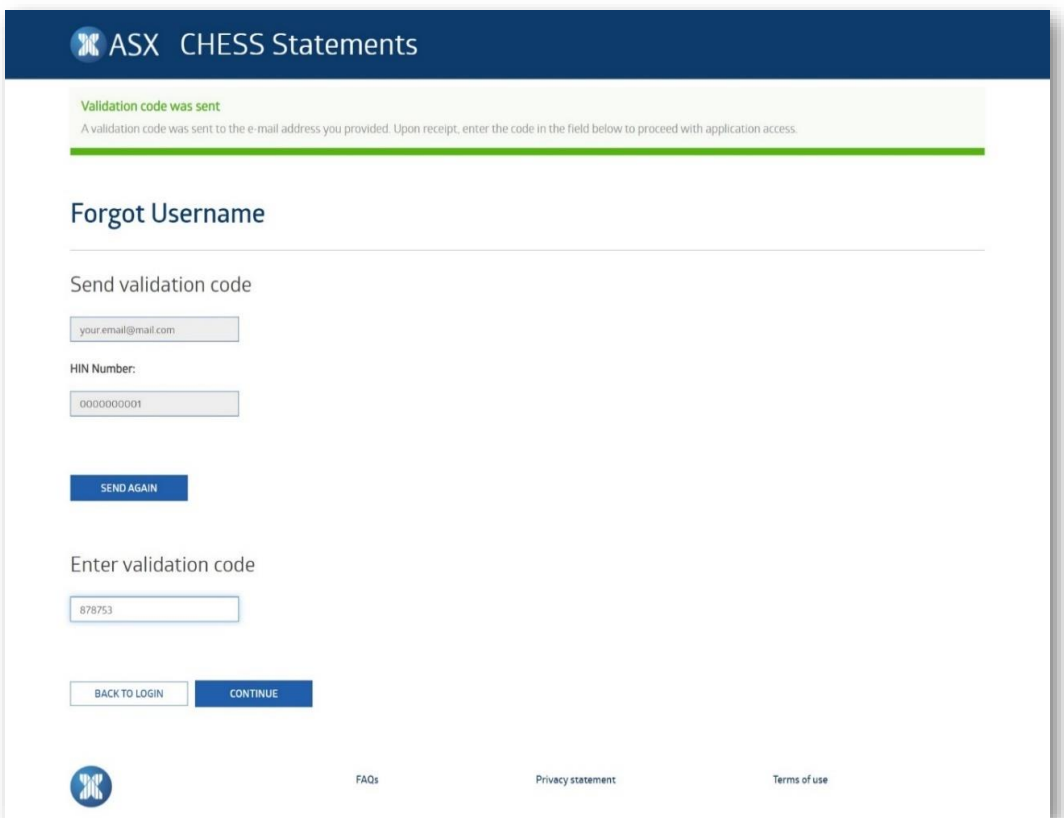 ASX CHESS Statements
Validation code was sent
A validation code was sent to the e-mail address you provided. Upon receipt, enter the code in the field below to proceed with application access.
Forgot Username
Send validation code
your.email@mail.com
HIN Number:
0000000001
SEND AGAIN
Enter validation code
878753
BACK TO LOGIN CONTINUE
FAQs Privacy statement Terms of use